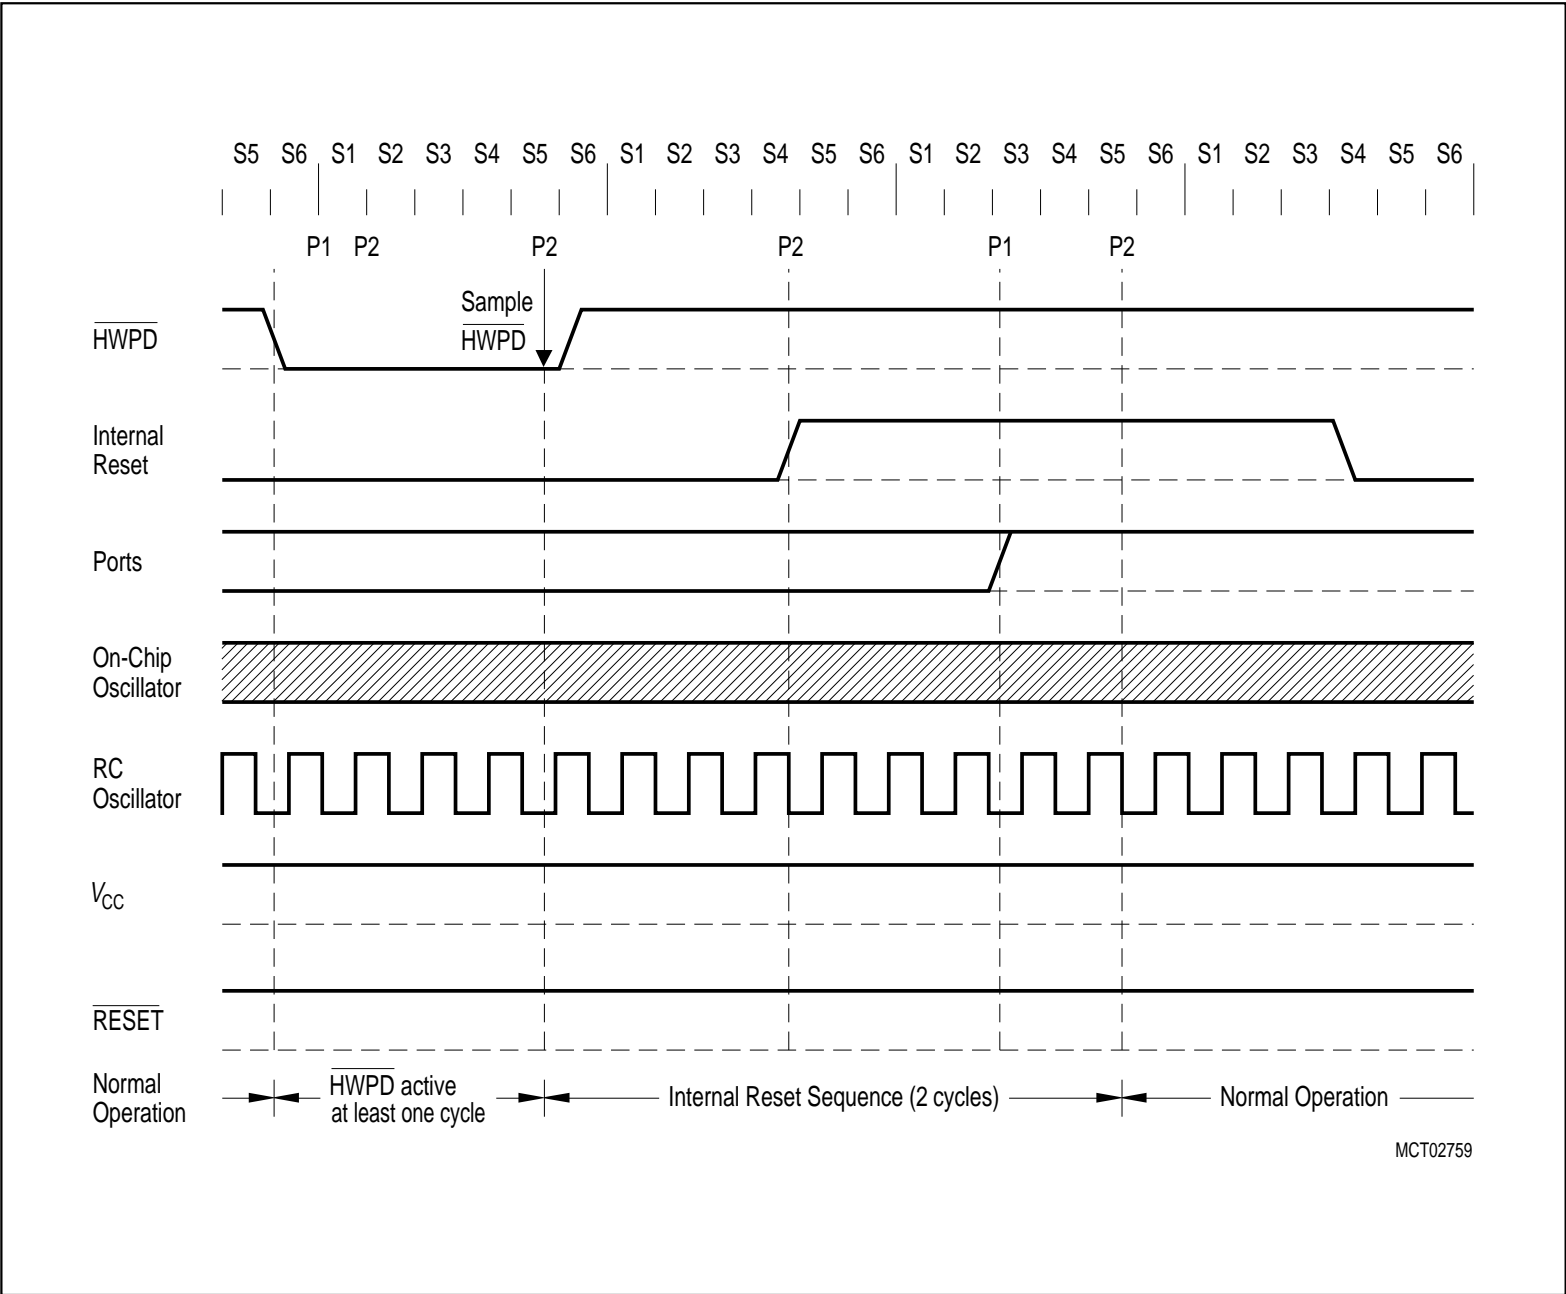 S5 S6 S1 S2 S3 S4 S5 S6 S1 S2 S3 S4 S5 S6 S1 S2 S3 S4 S5 S6 S1 S2 S3 S4 S5 S6
P1 P2 P2 P2 P1 P2
Sample
HWPD
HWPD
Internal
Reset
Ports
On-Chip
Oscillator
RC
Oscillator
VCC
RESET
Normal
Operation
HWPD active
at least one cycle
Internal Reset Sequence (2 cycles)
Normal Operation
MCT02759